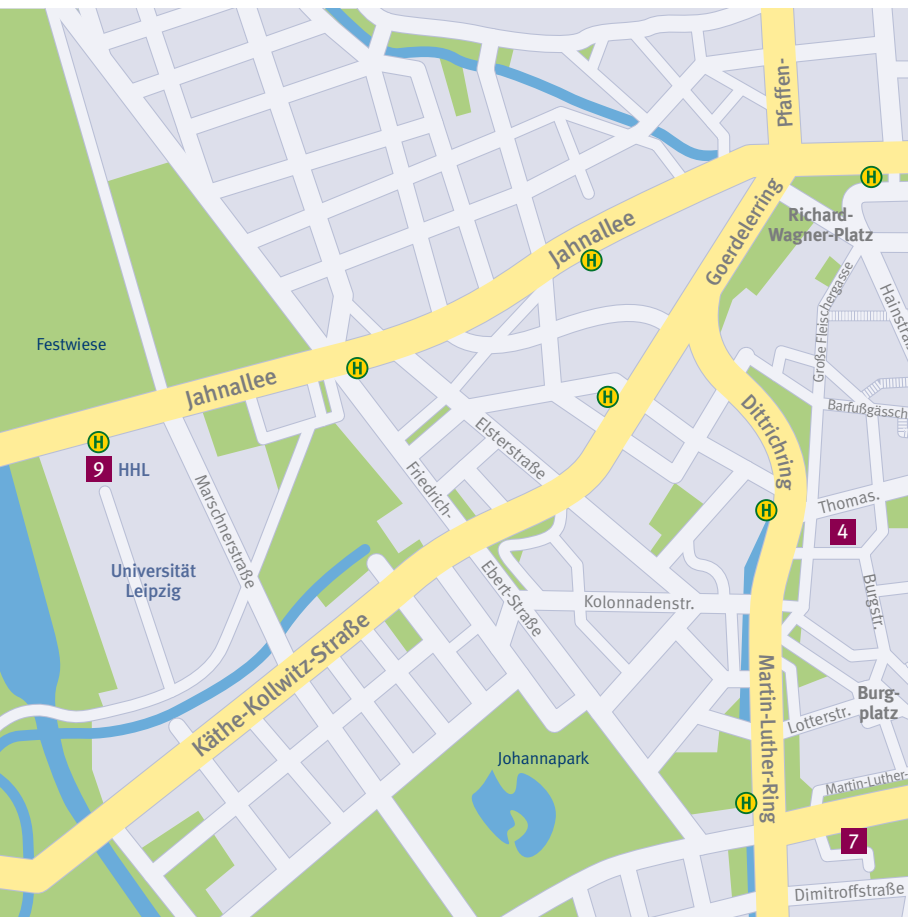 Pfaffen-
H
Richard-
Wagner-Platz
Goerdelerring
Jahnallee
H
Große Fleischergasse
Festwiese
H
Jahnallee
H
Dittrichring
Barfußgässch
Elsterstraße
H
9 HHL
Friedrich-
Marschnerstraße
Thomas.
H
4
Universität
Leipzig
Ebert-Straße
Kolonnadenstr.
Burgstr.
Käthe-Kollwitz-Straße
Martin-Luther-Ring
Burg-
platz
Lotterstr.
Johannapark
Martin-Luther-
H
7
Dimitroffstraße